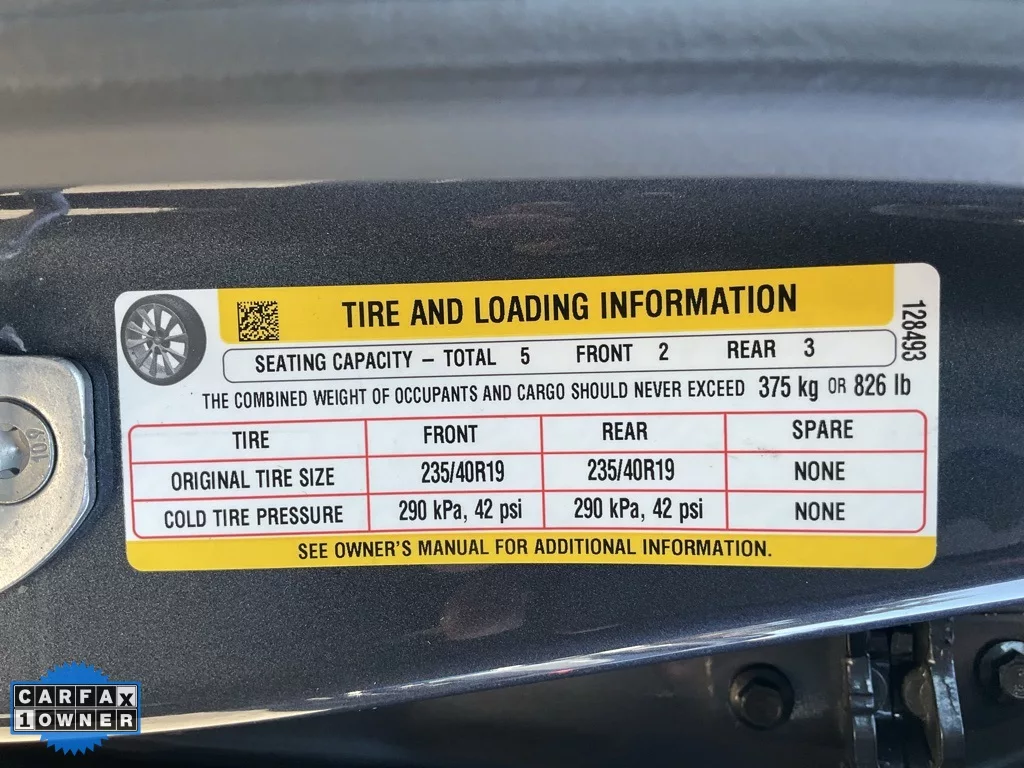 TIRE AND LOADING INFORMATION
SEATING CAPACITY – TOTAL 5 FRONT 2 REAR 3
128493
THE COMBINED WEIGHT OF OCCUPANTS AND CARGO SHOULD NEVER EXCEED 375 kg OR 826 lb
TIRE FRONT REAR SPARE
ORIGINAL TIRE SIZE 235/40R19 235/40R19 NONE
COLD TIRE PRESSURE 290 kPa, 42 psi 290 kPa, 42 psi NONE
SEE OWNER'S MANUAL FOR ADDITIONAL INFORMATION.
CARFAX
1 OWNER